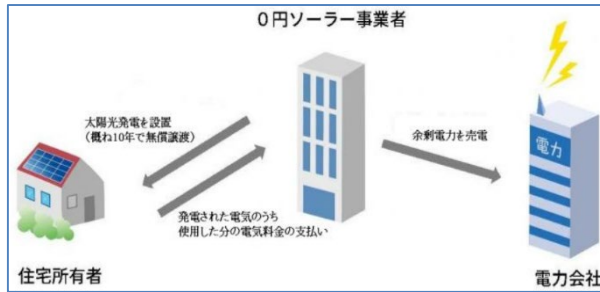 0円ソーラー事業者
太陽光発電を設置
(概ね10年で無償譲渡)
余剰電力を売電
電力
発電された電気のうち
使用した分の電気料金の支払い
住宅所有者
電力会社